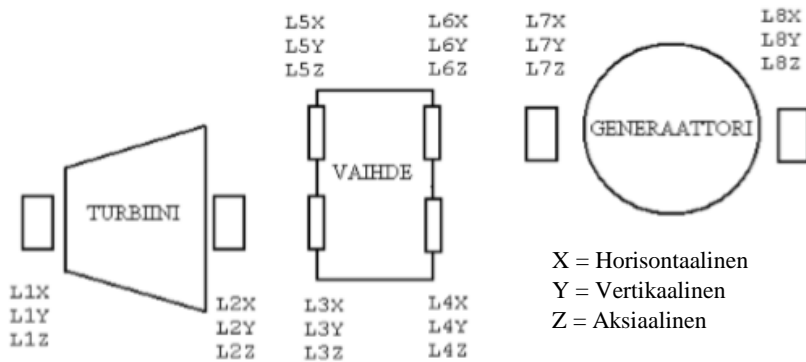 L5X
L5Y
L5Z
L6X
L6Y
L6Z
L7X
L7Y
L7Z
L8X
L8Y
L8Z
TURBIINI
VAIHDE
GENERAATTORI
L1X
L1Y
L1Z
L2X
L2Y
L2Z
L3X
L3Y
L3Z
L4X
L4Y
L4Z
X = Horisontaalinen
Y = Vertikaalinen
Z = Aksiaalinen